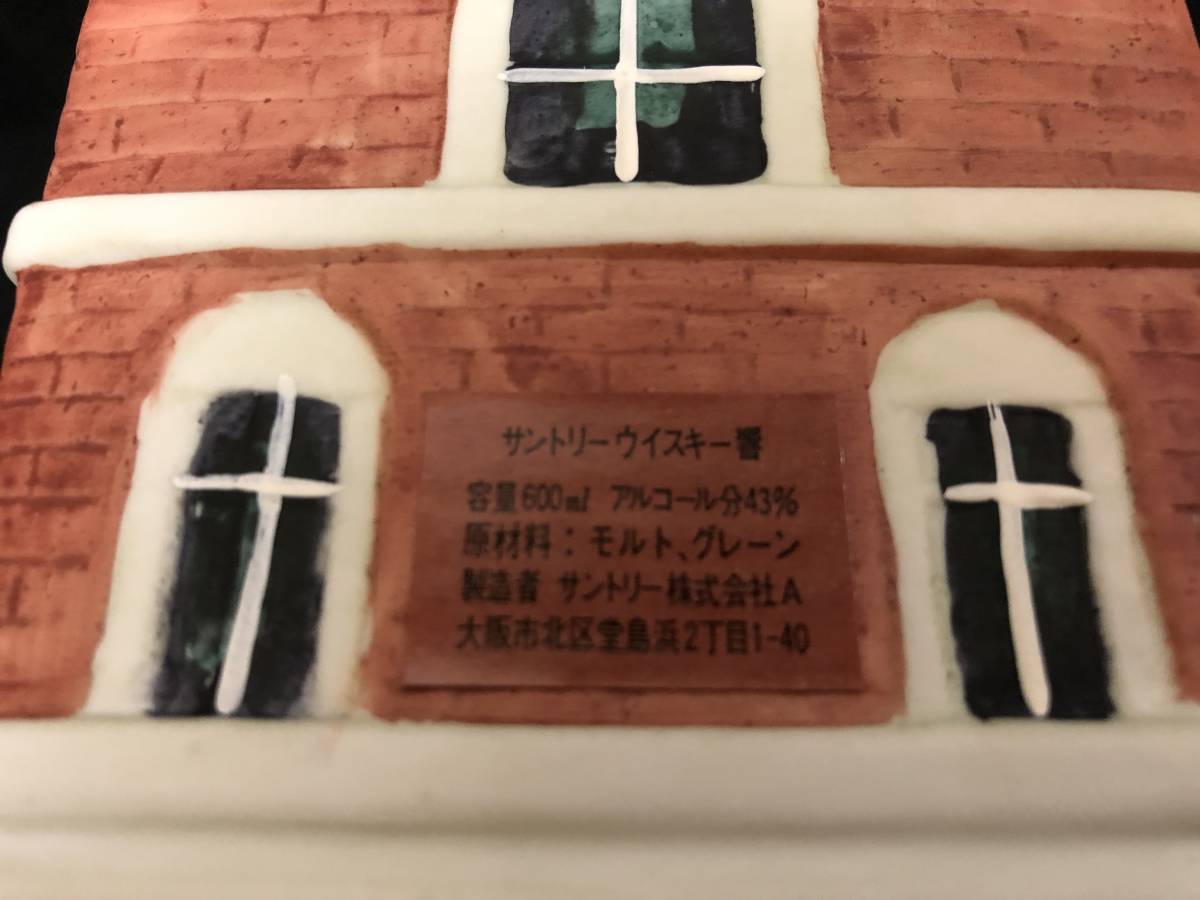 サントリーウイスキー響
容量600ml アルコール分43%
原材料：モルト、グレーン
製造者 サントリー株式会社A
大阪市北区堂島浜2丁目1-40